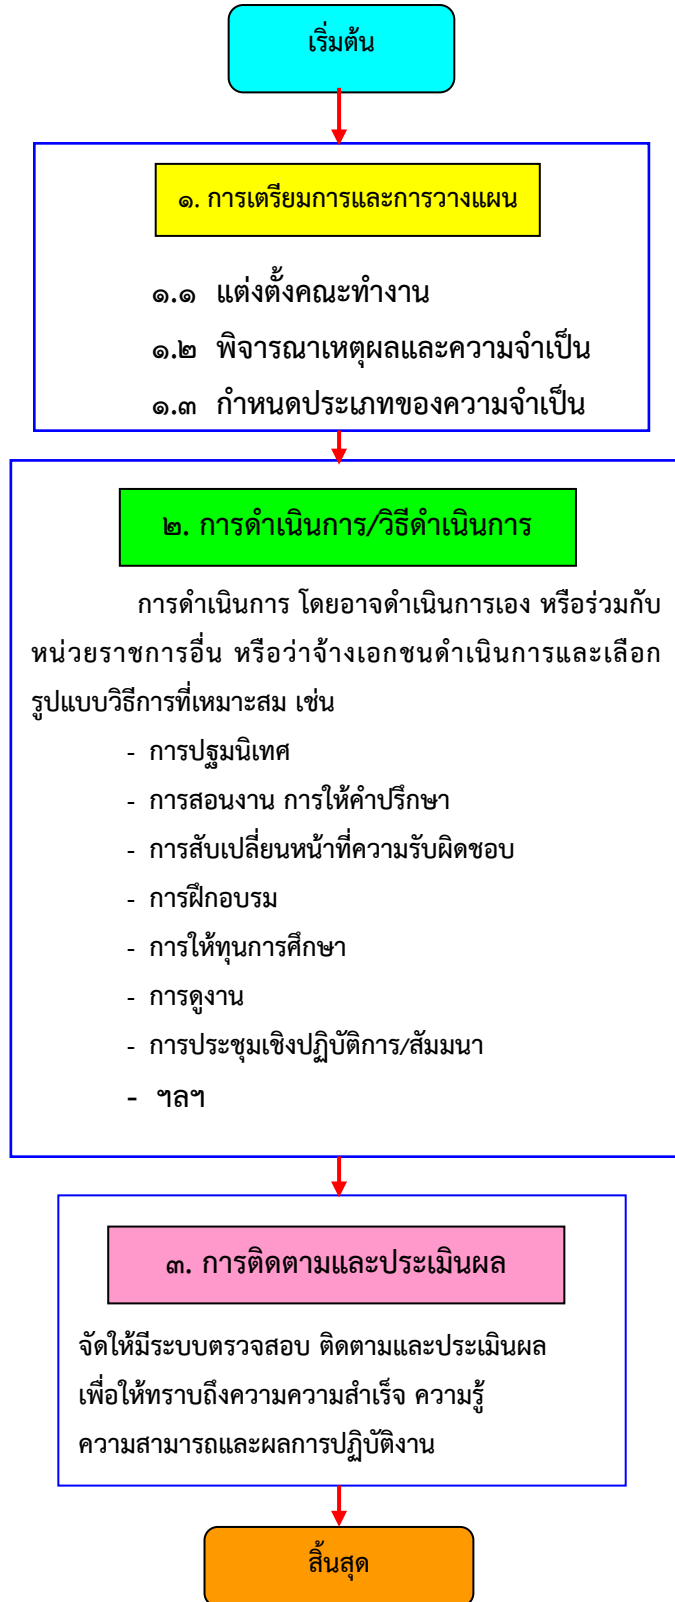 เริ่มต้น
๑. การเตรียมการและการวางแผน
๑.๑ แต่งตั้งคณะทำงาน
๑.๒ พิจารณาเหตุผลและความจำเป็น
๑.๓ กำหนดประเภทของความจำเป็น
๒. การดำเนินการ/วิธีดำเนินการ
การดำเนินการ โดยอาจดำเนินการเอง หรือร่วมกับ
หน่วยราชการอื่น หรือว่าจ้างเอกชนดำเนินการและเลือก
รูปแบบวิธีการที่เหมาะสม เช่น
- การปฐมนิเทศ
- การสอนงาน การให้คำปรึกษา
- การสับเปลี่ยนหน้าที่ความรับผิดชอบ
- การฝึกอบรม
- การให้ทุนการศึกษา
- การดูงาน
- การประชุมเชิงปฏิบัติการ/สัมมนา
- ฯลฯ
๓. การติดตามและประเมินผล
จัดให้มีระบบตรวจสอบ ติดตามและประเมินผล
เพื่อให้ทราบถึงความความสำเร็จ ความรู้
ความสามารถและผลการปฏิบัติงาน
สิ้นสุด